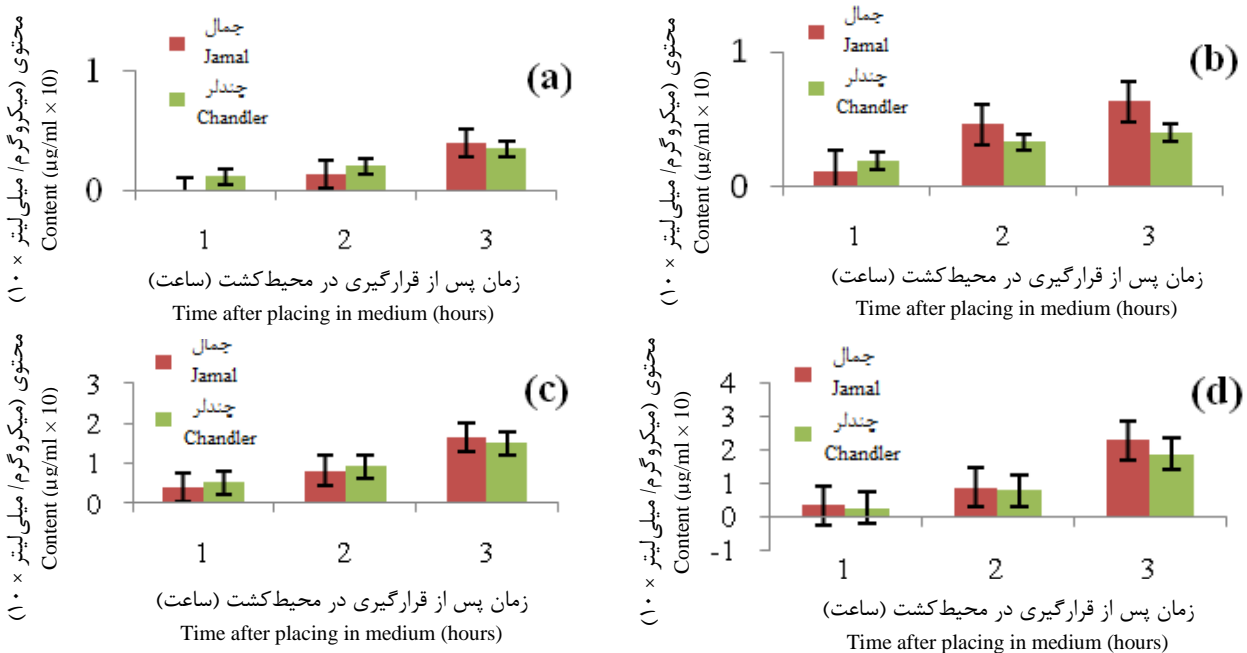 محتوی (میکروگرم/ میلی‌لیتر × ۱۰)
Content (µg/ml × 10)
جمال
Jamal
چندلر
Chandler
(a)
1
0
1 2 3
زمان پس از قرارگیری در محیط‌کشت (ساعت)
Time after placing in medium (hours)
محتوی (میکروگرم/ میلی‌لیتر × ۱۰)
Content (µg/ml × 10)
جمال
Jamal
چندلر
Chandler
(b)
1
0
1 2 3
زمان پس از قرارگیری در محیط‌کشت (ساعت)
Time after placing in medium (hours)
محتوی (میکروگرم/ میلی‌لیتر × ۱۰)
Content (µg/ml × 10)
جمال
Jamal
چندلر
Chandler
(c)
3
2
1
0
1 2 3
زمان پس از قرارگیری در محیط‌کشت (ساعت)
Time after placing in medium (hours)
محتوی (میکروگرم/ میلی‌لیتر × ۱۰)
Content (µg/ml × 10)
جمال
Jamal
چندلر
Chandler
(d)
4
3
2
1
0
-1
1 2 3
زمان پس از قرارگیری در محیط‌کشت (ساعت)
Time after placing in medium (hours)